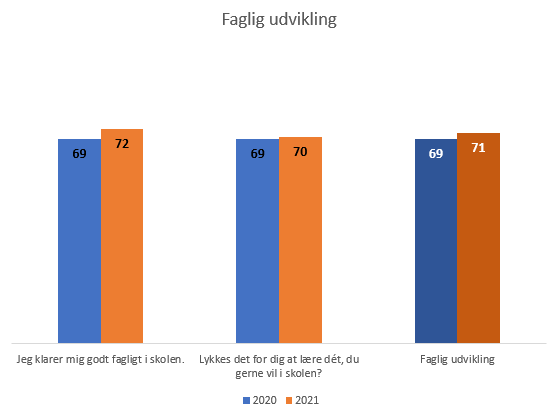 Faglig udvikling
69
72
69
70
69
71
Jeg klarer mig godt fagligt i skolen.
Lykkes det for dig at lære dét, du
gerne vil i skolen?
Faglig udvikling
2020
2021